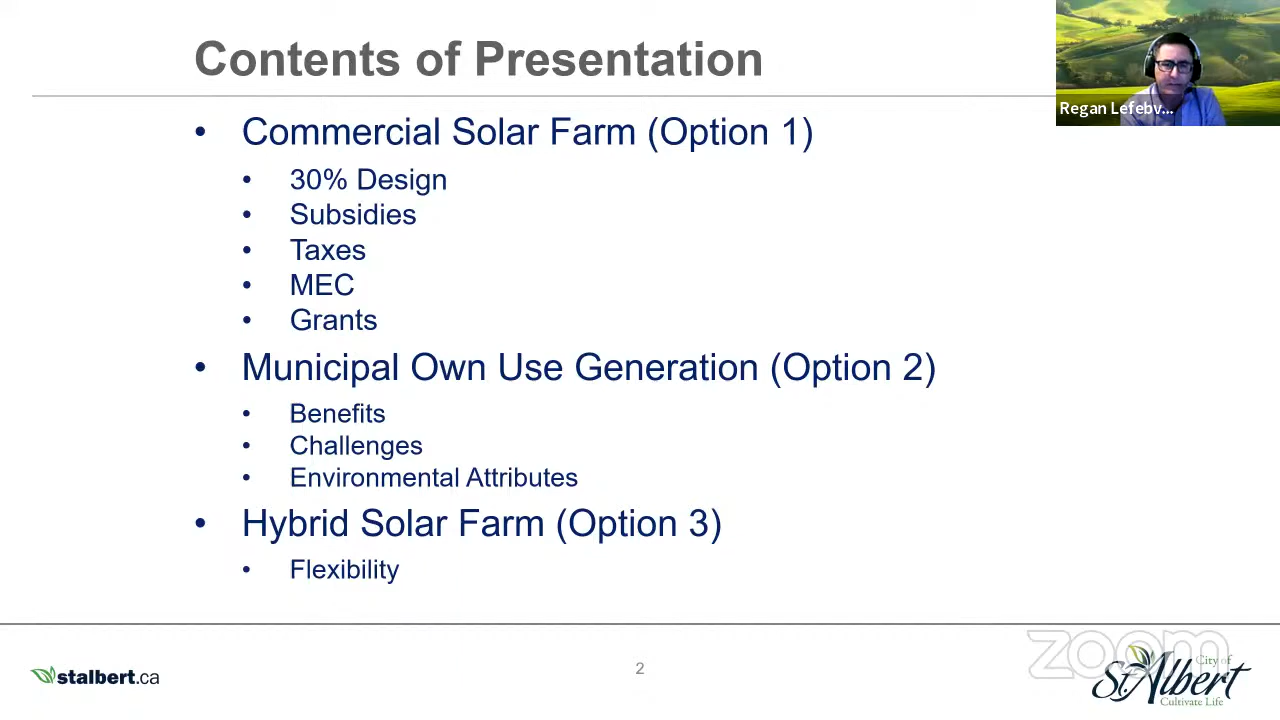 Contents of Presentation
Regan Lefebv...
• Commercial Solar Farm (Option 1)
• 30% Design
• Subsidies
• Taxes
• MEC
• Grants
• Municipal Own Use Generation (Option 2)
• Benefits
• Challenges
• Environmental Attributes
• Hybrid Solar Farm (Option 3)
• Flexibility
zoom
stalbert.ca
2
City of
St. Albert
Cultivate Life